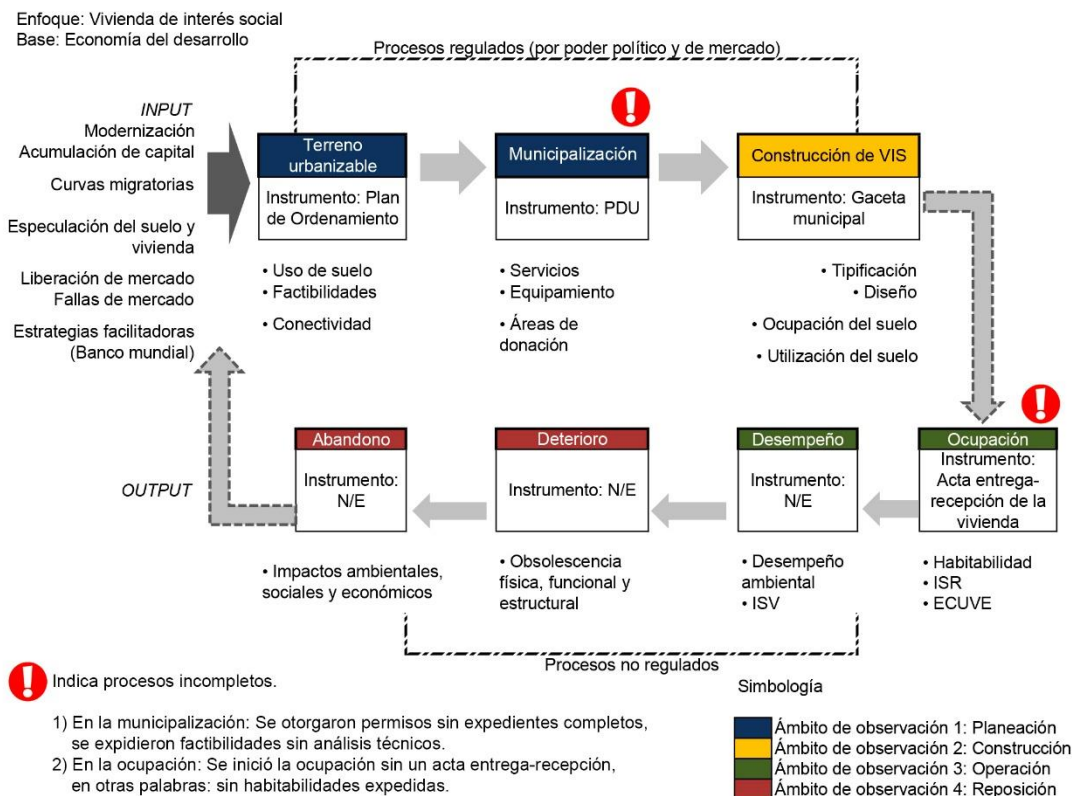 Enfoque: Vivienda de interés social
Base: Economía del desarrollo
Procesos regulados (por poder político y de mercado)
INPUT
Modernización
Acumulación de capital
Curvas migratorias
Especulación del suelo y
vivienda
Liberación de mercado
Fallas de mercado
Estrategias facilitadoras
(Banco mundial)
Terreno
urbanizable
Instrumento: Plan
de Ordenamiento
• Uso de suelo
• Factibilidades
• Conectividad
Municipalización
Instrumento: PDU
• Servicios
• Equipamiento
• Áreas de
donación
Construcción de VIS
Instrumento: Gaceta
municipal
• Tipificación
• Diseño
• Ocupación del suelo
• Utilización del suelo
Ocupación
Instrumento:
Acta entrega-
recepción de la
vivienda
• Habitabilidad
• ISR
• ECUVE
Desempeño
Instrumento:
N/E
• Desempeño
ambiental
• ISV
Deterioro
Instrumento: N/E
• Obsolescencia
física, funcional y
estructural
Abandono
Instrumento:
N/E
• Impactos ambientales,
sociales y económicos
OUTPUT
Procesos no regulados
Indica procesos incompletos.
1) En la municipalización: Se otorgaron permisos sin expedientes completos,
se expidieron factibilidades sin análisis técnicos.
2) En la ocupación: Se inició la ocupación sin un acta entrega-recepción,
en otras palabras: sin habitabilidades expedidas.
Simbología
Ámbito de observación 1: Planeación
Ámbito de observación 2: Construcción
Ámbito de observación 3: Operación
Ámbito de observación 4: Reposición